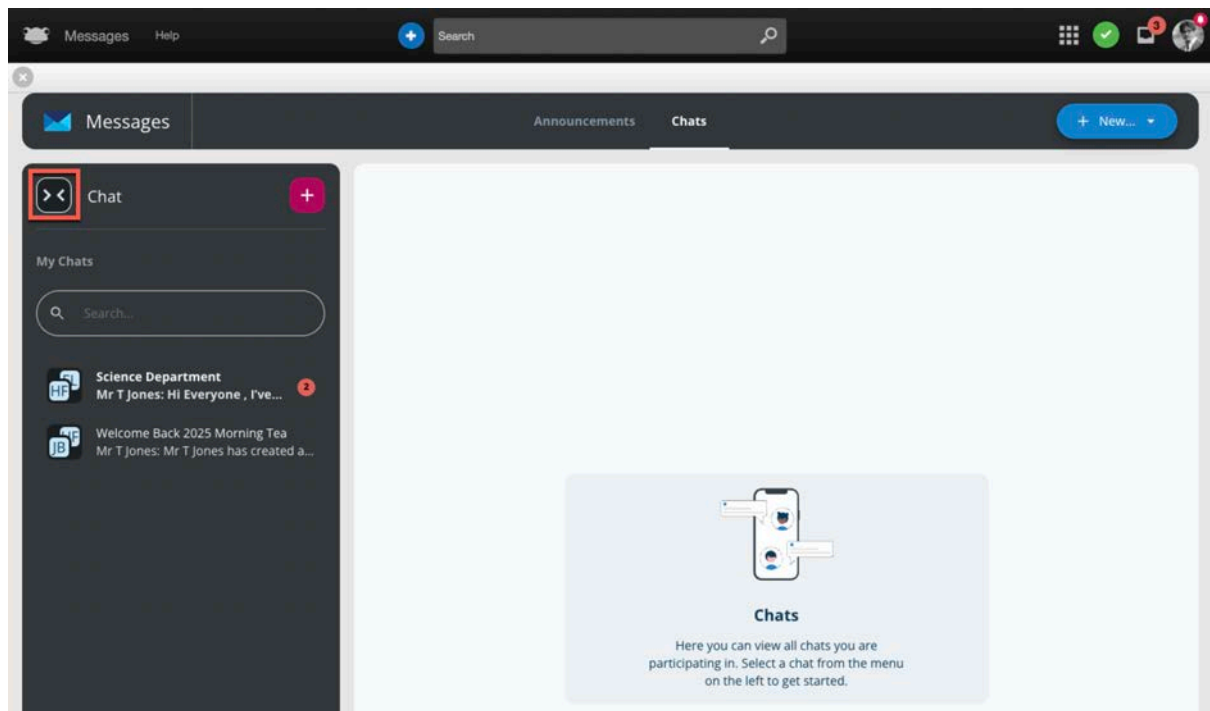 Messages Help Search 3
Messages Announcements Chats + New...
Chat +
My Chats
Search...
Science Department
HF Mr T Jones: Hi Everyone , I've... 2
Welcome Back 2025 Morning Tea
JB Mr T Jones: Mr T Jones has created a...
Chats
Here you can view all chats you are
participating in. Select a chat from the menu
on the left to get started.